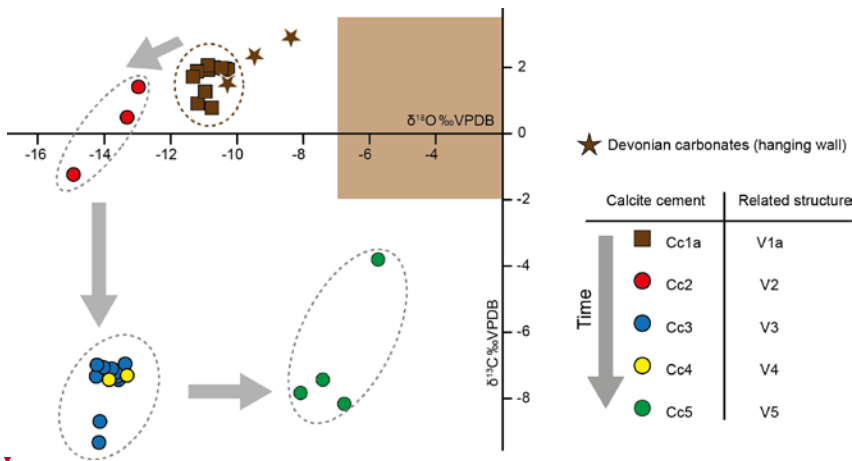 2
δ¹⁸O ‰VPDB
0
-16 -14 -12 -10 -8 -6 -4
-2
-4
-6
-8
δ¹³C ‰VPDB
Devonian carbonates (hanging wall)
Calcite cement Related structure
Time
Cc1a V1a
Cc2 V2
Cc3 V3
Cc4 V4
Cc5 V5